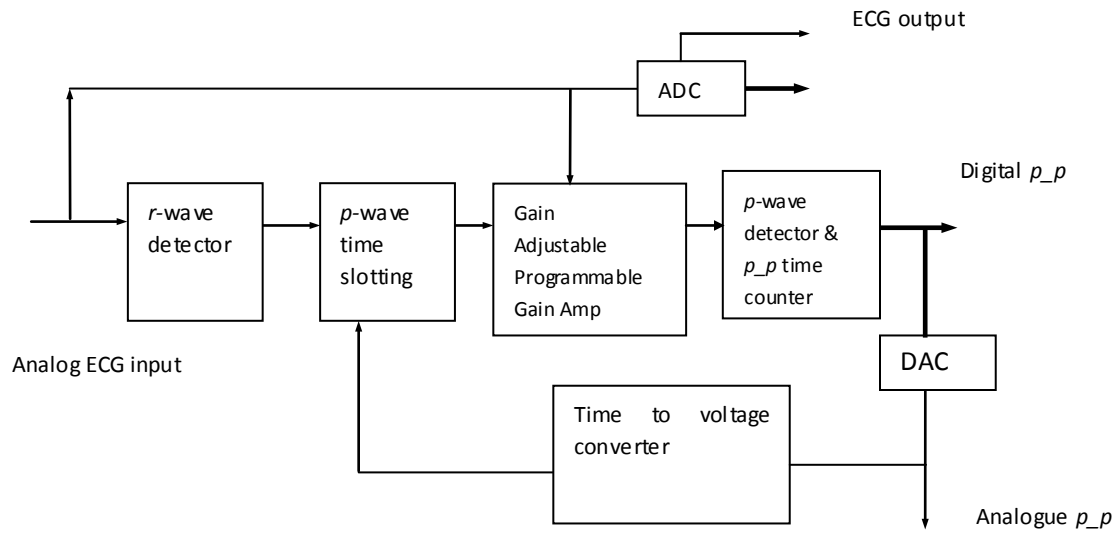 ECG output
ADC
Digital p_p
r-wave
detector
p-wave
time
slotting
Gain
Adjustable
Programmable
Gain Amp
p-wave
detector &
p_p time
counter
Analog ECG input
DAC
Time to voltage
converter
Analogue p_p